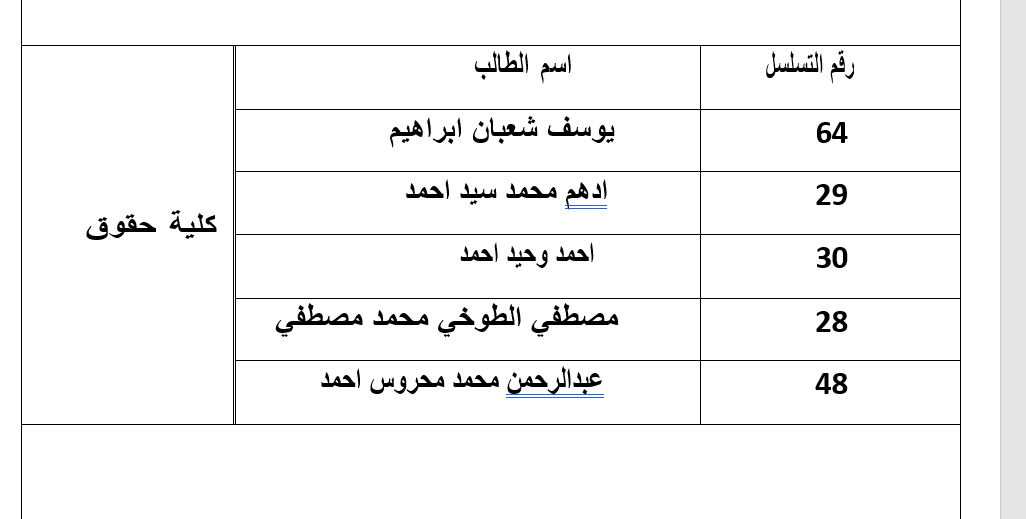 رقم التسلسل اسم الطالب
64 يوسف شعبان ابراهيم
29 ادهم محمد سيد احمد
كلية حقوق
30 احمد وحيد احمد
28 مصطفي الطوخي محمد مصطفي
48 عبدالرحمن محمد محروس احمد